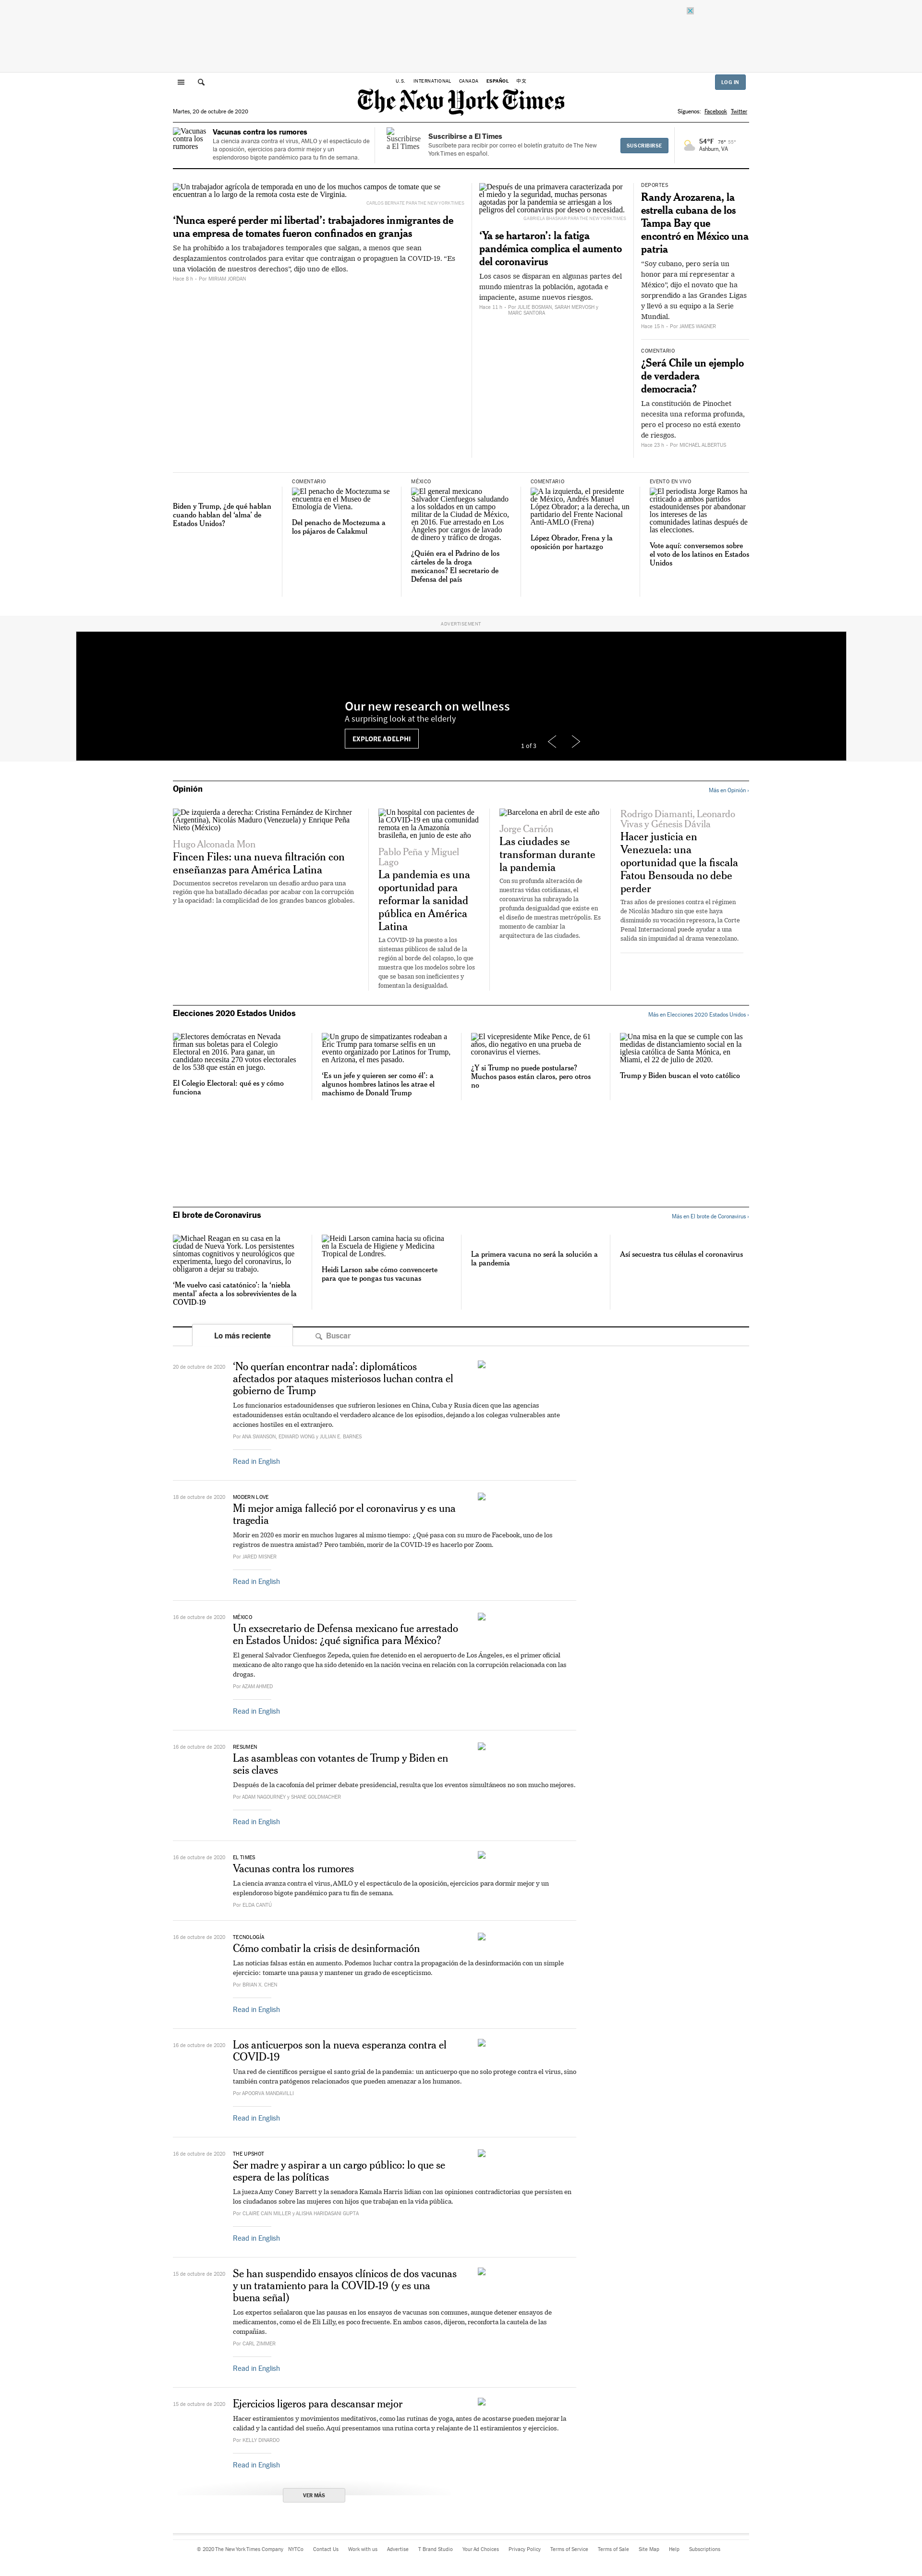 U.S. INTERNATIONAL CANADA ESPAÑOL 中文
LOG IN
The New York Times
Martes, 20 de octubre de 2020
Síguenos: Facebook Twitter
Vacunas contra los rumores
Vacunas contra los rumores
La ciencia avanza contra el virus, AMLO y el espectáculo de
la oposición, ejercicios para dormir mejor y un
esplendoroso bigote pandémico para tu fin de semana.
Suscribirse a El Times
Suscribirse a El Times
Suscríbete para recibir por correo el boletín gratuito de The New
York Times en español.
SUSCRIBIRSE
54°F 76° 55°
Ashburn, VA
Un trabajador agrícola de temporada en uno de los muchos campos de tomate que se
encuentran a lo largo de la remota costa este de Virginia.
CARLOS BERNATE PARA THE NEW YORK TIMES
‘Nunca esperé perder mi libertad’: trabajadores inmigrantes de
una empresa de tomates fueron confinados en granjas
Se ha prohibido a los trabajadores temporales que salgan, a menos que sean
desplazamientos controlados para evitar que contraigan o propaguen la COVID-19. “Es
una violación de nuestros derechos”, dijo uno de ellos.
Hace 8 h – Por MIRIAM JORDAN
Después de una primavera caracterizada por
el miedo y la seguridad, muchas personas
agotadas por la pandemia se arriesgan a los
peligros del coronavirus por deseo o necesidad.
GABRIELA BHASKAR PARA THE NEW YORK TIMES
‘Ya se hartaron’: la fatiga
pandémica complica el aumento
del coronavirus
Los casos se disparan en algunas partes del
mundo mientras la población, agotada e
impaciente, asume nuevos riesgos.
Hace 11 h – Por JULIE BOSMAN, SARAH MERVOSH y
MARC SANTORA
DEPORTES
Randy Arozarena, la
estrella cubana de los
Tampa Bay que
encontró en México una
patria
“Soy cubano, pero sería un
honor para mí representar a
México”, dijo el novato que ha
sorprendido a las Grandes Ligas
y llevó a su equipo a la Serie
Mundial.
Hace 15 h – Por JAMES WAGNER
COMENTARIO
¿Será Chile un ejemplo
de verdadera
democracia?
La constitución de Pinochet
necesita una reforma profunda,
pero el proceso no está exento
de riesgos.
Hace 23 h – Por MICHAEL ALBERTUS
Biden y Trump, ¿de qué hablan
cuando hablan del ‘alma’ de
Estados Unidos?
COMENTARIO
El penacho de Moctezuma se
encuentra en el Museo de
Etnología de Viena.
Del penacho de Moctezuma a
los pájaros de Calakmul
MÉXICO
El general mexicano
Salvador Cienfuegos saludando
a los soldados en un campo
militar de la Ciudad de México,
en 2016. Fue arrestado en Los
Ángeles por cargos de lavado
de dinero y tráfico de drogas.
¿Quién era el Padrino de los
cárteles de la droga
mexicanos? El secretario de
Defensa del país
COMENTARIO
A la izquierda, el presidente
de México, Andrés Manuel
López Obrador; a la derecha, un
partidario del Frente Nacional
Anti-AMLO (Frena)
López Obrador, Frena y la
oposición por hartazgo
EVENTO EN VIVO
El periodista Jorge Ramos ha
criticado a ambos partidos
estadounidenses por abandonar
los intereses de las
comunidades latinas después de
las elecciones.
Vote aquí: conversemos sobre
el voto de los latinos en Estados
Unidos
ADVERTISEMENT
Our new research on wellness
A surprising look at the elderly
EXPLORE ADELPHI
1 of 3
Opinión
Más en Opinión ›
De izquierda a derecha: Cristina Fernández de Kirchner
(Argentina), Nicolás Maduro (Venezuela) y Enrique Peña
Nieto (México)
Hugo Alconada Mon
Fincen Files: una nueva filtración con
enseñanzas para América Latina
Documentos secretos revelaron un desafío arduo para una
región que ha batallado décadas por acabar con la corrupción
y la opacidad: la complicidad de los grandes bancos globales.
Un hospital con pacientes de
la COVID-19 en una comunidad
remota en la Amazonía
brasileña, en junio de este año
Pablo Peña y Miguel
Lago
La pandemia es una
oportunidad para
reformar la sanidad
pública en América
Latina
La COVID-19 ha puesto a los
sistemas públicos de salud de la
región al borde del colapso, lo que
muestra que los modelos sobre los
que se basan son ineficientes y
fomentan la desigualdad.
Barcelona en abril de este año
Jorge Carrión
Las ciudades se
transforman durante
la pandemia
Con su profunda alteración de
nuestras vidas cotidianas, el
coronavirus ha subrayado la
profunda desigualdad que existe en
el diseño de nuestras metrópolis. Es
momento de cambiar la
arquitectura de las ciudades.
Rodrigo Diamanti, Leonardo
Vivas y Génesis Dávila
Hacer justicia en
Venezuela: una
oportunidad que la fiscala
Fatou Bensouda no debe
perder
Tras años de presiones contra el régimen
de Nicolás Maduro sin que este haya
disminuido su vocación represora, la Corte
Penal Internacional puede ayudar a una
salida sin impunidad al drama venezolano.
Elecciones 2020 Estados Unidos
Más en Elecciones 2020 Estados Unidos ›
Electores demócratas en Nevada
firman sus boletas para el Colegio
Electoral en 2016. Para ganar, un
candidato necesita 270 votos electorales
de los 538 que están en juego.
El Colegio Electoral: qué es y cómo
funciona
Un grupo de simpatizantes rodeaban a
Eric Trump para tomarse selfis en un
evento organizado por Latinos for Trump,
en Arizona, el mes pasado.
‘Es un jefe y quieren ser como él’: a
algunos hombres latinos les atrae el
machismo de Donald Trump
El vicepresidente Mike Pence, de 61
años, dio negativo en una prueba de
coronavirus el viernes.
¿Y si Trump no puede postularse?
Muchos pasos están claros, pero otros
no
Una misa en la que se cumple con las
medidas de distanciamiento social en la
iglesia católica de Santa Mónica, en
Miami, el 22 de julio de 2020.
Trump y Biden buscan el voto católico
El brote de Coronavirus
Más en El brote de Coronavirus ›
Michael Reagan en su casa en la
ciudad de Nueva York. Los persistentes
síntomas cognitivos y neurológicos que
experimenta, luego del coronavirus, lo
obligaron a dejar su trabajo.
‘Me vuelvo casi catatónico’: la ‘niebla
mental’ afecta a los sobrevivientes de la
COVID-19
Heidi Larson camina hacia su oficina
en la Escuela de Higiene y Medicina
Tropical de Londres.
Heidi Larson sabe cómo convencerte
para que te pongas tus vacunas
La primera vacuna no será la solución a
la pandemia
Así secuestra tus células el coronavirus
Lo más reciente
Buscar
20 de octubre de 2020
‘No querían encontrar nada’: diplomáticos
afectados por ataques misteriosos luchan contra el
gobierno de Trump
Los funcionarios estadounidenses que sufrieron lesiones en China, Cuba y Rusia dicen que las agencias
estadounidenses están ocultando el verdadero alcance de los episodios, dejando a los colegas vulnerables ante
acciones hostiles en el extranjero.
Por ANA SWANSON, EDWARD WONG y JULIAN E. BARNES
Read in English
18 de octubre de 2020
MODERN LOVE
Mi mejor amiga falleció por el coronavirus y es una
tragedia
Morir en 2020 es morir en muchos lugares al mismo tiempo: ¿Qué pasa con su muro de Facebook, uno de los
registros de nuestra amistad? Pero también, morir de la COVID-19 es hacerlo por Zoom.
Por JARED MISNER
Read in English
16 de octubre de 2020
MÉXICO
Un exsecretario de Defensa mexicano fue arrestado
en Estados Unidos: ¿qué significa para México?
El general Salvador Cienfuegos Zepeda, quien fue detenido en el aeropuerto de Los Ángeles, es el primer oficial
mexicano de alto rango que ha sido detenido en la nación vecina en relación con la corrupción relacionada con las
drogas.
Por AZAM AHMED
Read in English
16 de octubre de 2020
RESUMEN
Las asambleas con votantes de Trump y Biden en
seis claves
Después de la cacofonía del primer debate presidencial, resulta que los eventos simultáneos no son mucho mejores.
Por ADAM NAGOURNEY y SHANE GOLDMACHER
Read in English
16 de octubre de 2020
EL TIMES
Vacunas contra los rumores
La ciencia avanza contra el virus, AMLO y el espectáculo de la oposición, ejercicios para dormir mejor y un
esplendoroso bigote pandémico para tu fin de semana.
Por ELDA CANTÚ
16 de octubre de 2020
TECNOLOGÍA
Cómo combatir la crisis de desinformación
Las noticias falsas están en aumento. Podemos luchar contra la propagación de la desinformación con un simple
ejercicio: tomarte una pausa y mantener un grado de escepticismo.
Por BRIAN X. CHEN
Read in English
16 de octubre de 2020
Los anticuerpos son la nueva esperanza contra el
COVID-19
Una red de científicos persigue el santo grial de la pandemia: un anticuerpo que no solo protege contra el virus, sino
también contra patógenos relacionados que pueden amenazar a los humanos.
Por APOORVA MANDAVILLI
Read in English
16 de octubre de 2020
THE UPSHOT
Ser madre y aspirar a un cargo público: lo que se
espera de las políticas
La jueza Amy Coney Barrett y la senadora Kamala Harris lidian con las opiniones contradictorias que persisten en
los ciudadanos sobre las mujeres con hijos que trabajan en la vida pública.
Por CLAIRE CAIN MILLER y ALISHA HARIDASANI GUPTA
Read in English
15 de octubre de 2020
Se han suspendido ensayos clínicos de dos vacunas
y un tratamiento para la COVID-19 (y es una
buena señal)
Los expertos señalaron que las pausas en los ensayos de vacunas son comunes, aunque detener ensayos de
medicamentos, como el de Eli Lilly, es poco frecuente. En ambos casos, dijeron, reconforta la cautela de las
compañías.
Por CARL ZIMMER
Read in English
15 de octubre de 2020
Ejercicios ligeros para descansar mejor
Hacer estiramientos y movimientos meditativos, como las rutinas de yoga, antes de acostarse pueden mejorar la
calidad y la cantidad del sueño. Aquí presentamos una rutina corta y relajante de 11 estiramientos y ejercicios.
Por KELLY DINARDO
Read in English
VER MÁS
© 2020 The New York Times Company NYTCo Contact Us Work with us Advertise T Brand Studio Your Ad Choices Privacy Policy Terms of Service Terms of Sale Site Map Help Subscriptions